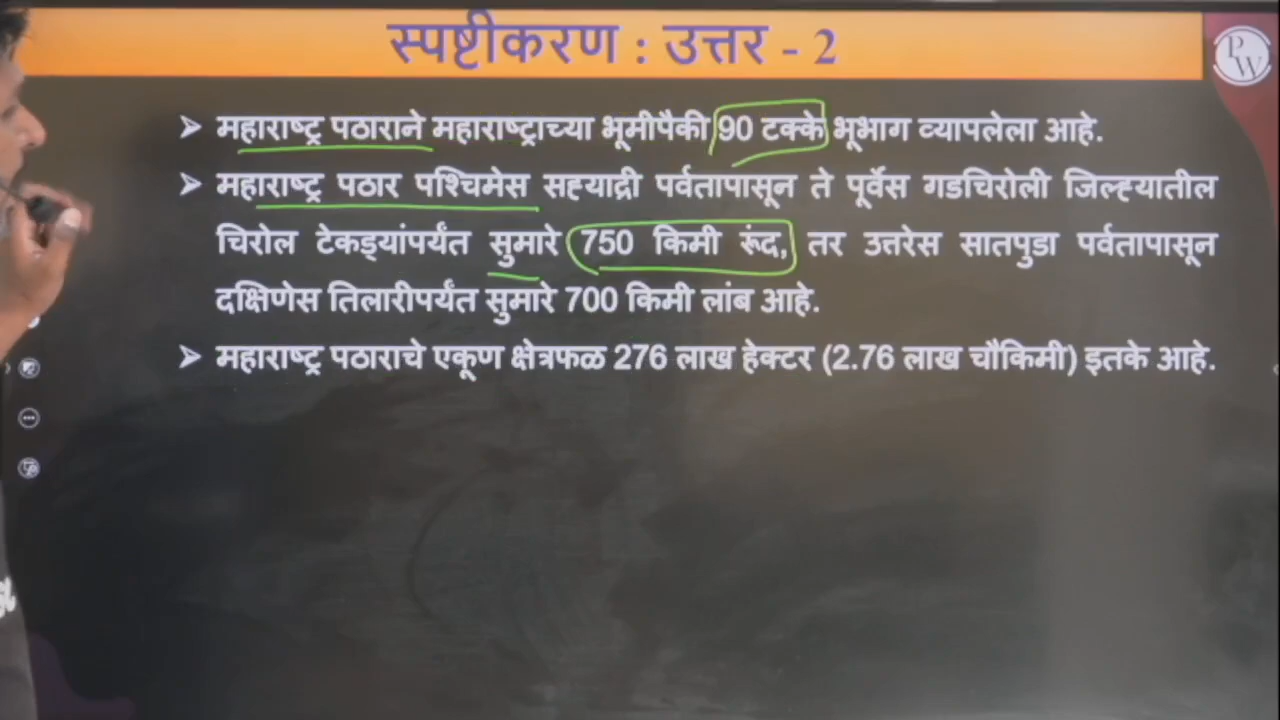 स्पष्टीकरण : उत्तर - 2
PW
➢ महाराष्ट्र पठाराने महाराष्ट्राच्या भूमीपैकी 90 टक्के भूभाग व्यापलेला आहे.
➢ महाराष्ट्र पठार पश्चिमेस सह्याद्री पर्वतापासून ते पूर्वेस गडचिरोली जिल्ह्यातील
चिरोल टेकड्यांपर्यंत सुमारे 750 किमी रूंद, तर उत्तरेस सातपुडा पर्वतापासून
दक्षिणेस तिलारीपर्यंत सुमारे 700 किमी लांब आहे.
➢ महाराष्ट्र पठाराचे एकूण क्षेत्रफळ 276 लाख हेक्टर (2.76 लाख चौकिमी) इतके आहे.